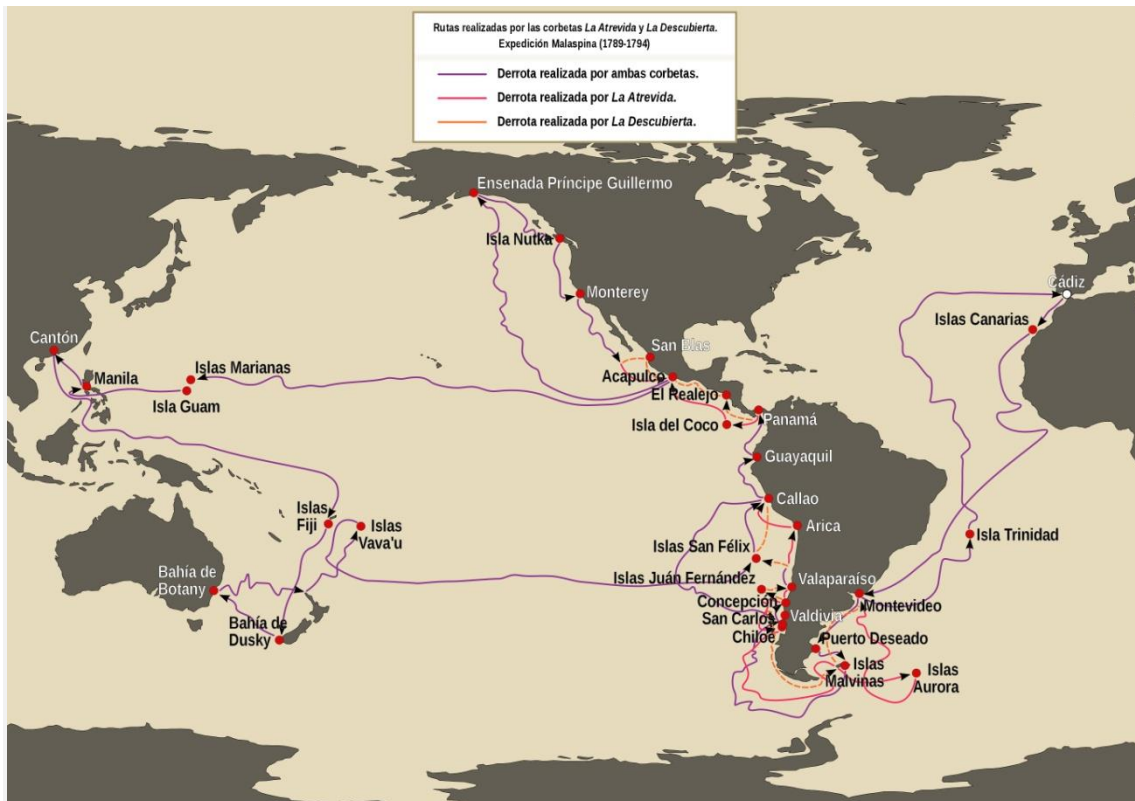 Rutas realizadas por las corbetas La Atrevida y La Descubierta.
Expedición Malaspina (1789-1794)
Derrota realizada por ambas corbetas.
Derrota realizada por La Atrevida.
Derrota realizada por La Descubierta.
Ensenada Príncipe Guillermo
Isla Nutka
Monterey
Cádiz
Islas Canarias
Cantón
San Blas
Manila
Islas Marianas
Acapulco
El Realejo
Isla Guam
Isla del Coco
Panamá
Guayaquil
Callao
Islas
Fiji
Islas
Vava'u
Arica
Isla Trinidad
Islas San Félix
Bahía de
Botany
Islas Juán Fernández
Valaparaíso
Concepción
Montevideo
San Carlos
Chiloé
Valdivia
Bahía de
Dusky
Puerto Deseado
Islas
Malvinas
Islas
Aurora